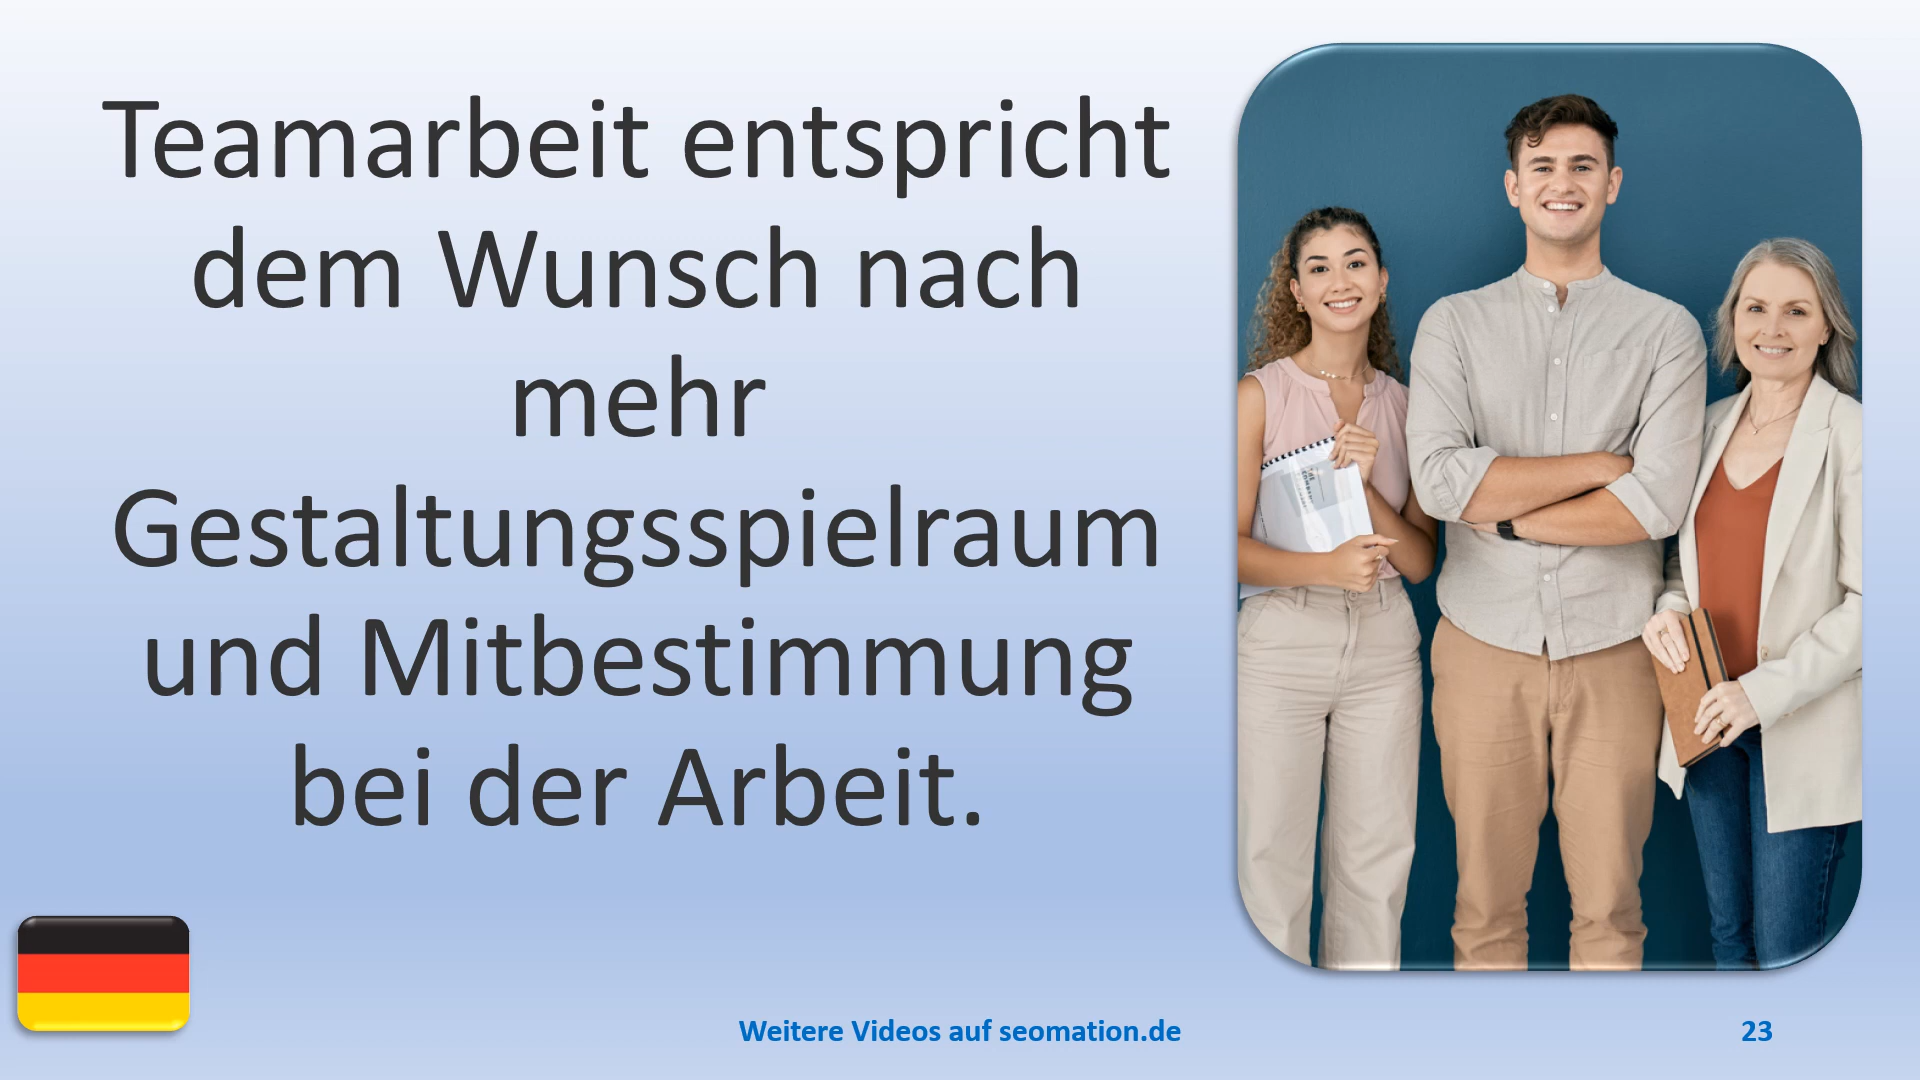 Teamarbeit entspricht
dem Wunsch nach
mehr
Gestaltungsspielraum
und Mitbestimmung
bei der Arbeit.
Weitere Videos auf seomation.de
23